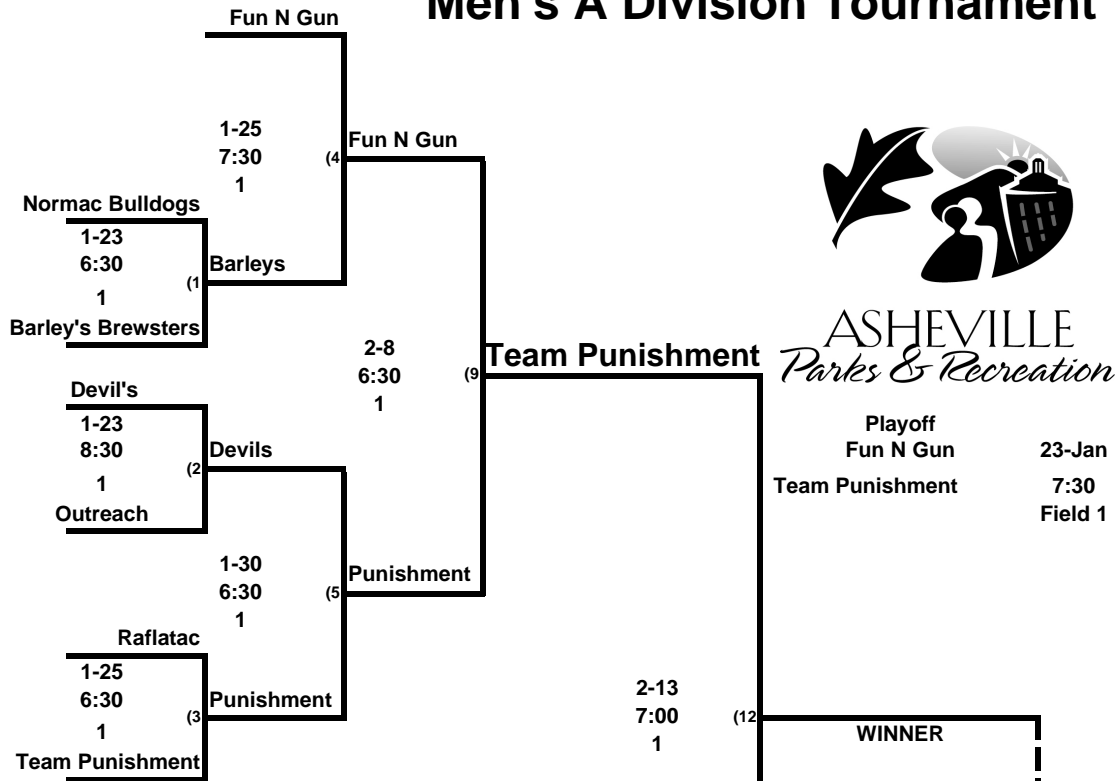 Men's A Division Tournament
Fun N Gun
1-25
7:30
1
(4
Fun N Gun
Normac Bulldogs
1-23
6:30
1
(1
Barleys
Barley's Brewsters
2-8
6:30
1
(9
Team Punishment
ASHEVILLE
Parks & Recreation
Devil's
1-23
8:30
1
(2
Devils
Outreach
Playoff
Fun N Gun 23-Jan
Team Punishment 7:30
Field 1
1-30
6:30
1
(5
Punishment
Raflatac
1-25
6:30
1
(3
Punishment
Team Punishment
2-13
7:00
1
(12
WINNER